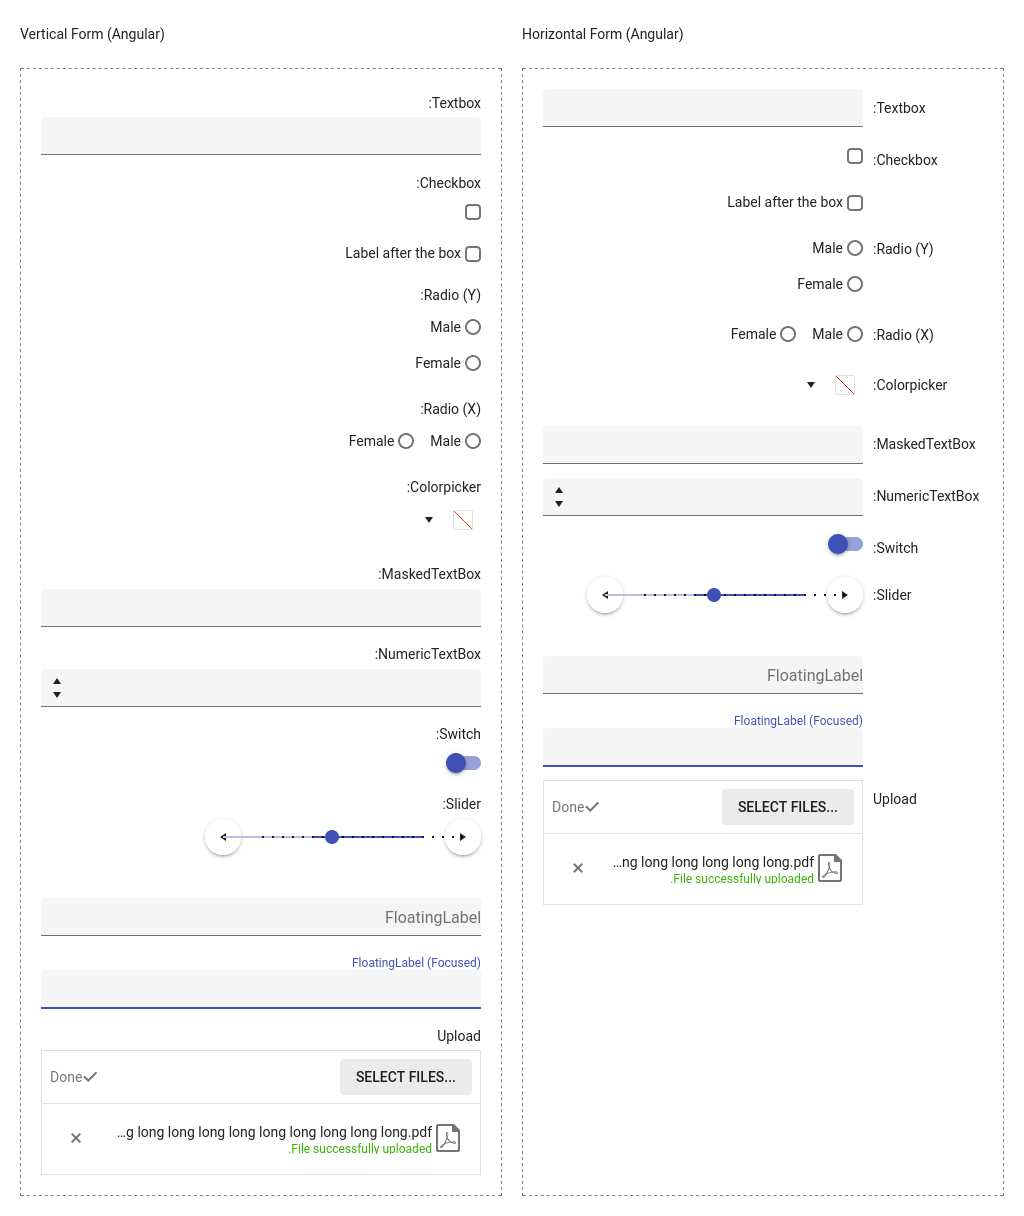 Vertical Form (Angular)
:Textbox
:Checkbox
Label after the box
:Radio (Y)
Male
Female
:Radio (X)
Female Male
:Colorpicker
:MaskedTextBox
:NumericTextBox
:Switch
:Slider
FloatingLabel
FloatingLabel (Focused)
Upload
Done SELECT FILES...
...g long long long long long long long long long.pdf
.File successfully uploaded
Horizontal Form (Angular)
:Textbox
:Checkbox
Label after the box
Male :Radio (Y)
Female
Female Male :Radio (X)
:Colorpicker
:MaskedTextBox
:NumericTextBox
:Switch
:Slider
FloatingLabel
FloatingLabel (Focused)
Done SELECT FILES... Upload
...ng long long long long long.pdf
.File successfully uploaded